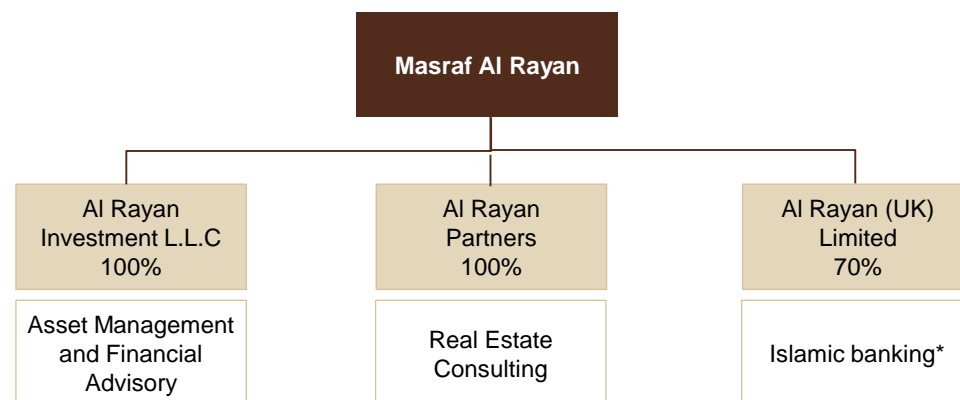 Masraf Al Rayan
Al Rayan
Investment L.L.C
100%
Al Rayan
Partners
100%
Al Rayan (UK)
Limited
70%
Asset Management
and Financial
Advisory
Real Estate
Consulting
Islamic banking*